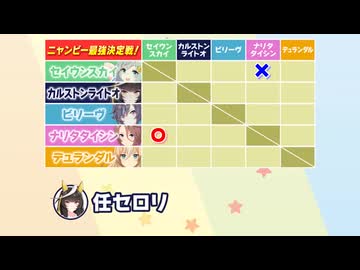 ニャンピー最強決定戦!
セイウン
スカイ
カルストン
ライトオ
ビリーヴ
ナリタ
タイシン
デュランダル
セイウンスカイ
カルストンライトオ
ビリーヴ
ナリタタイシン
デュランダル
任セロリ